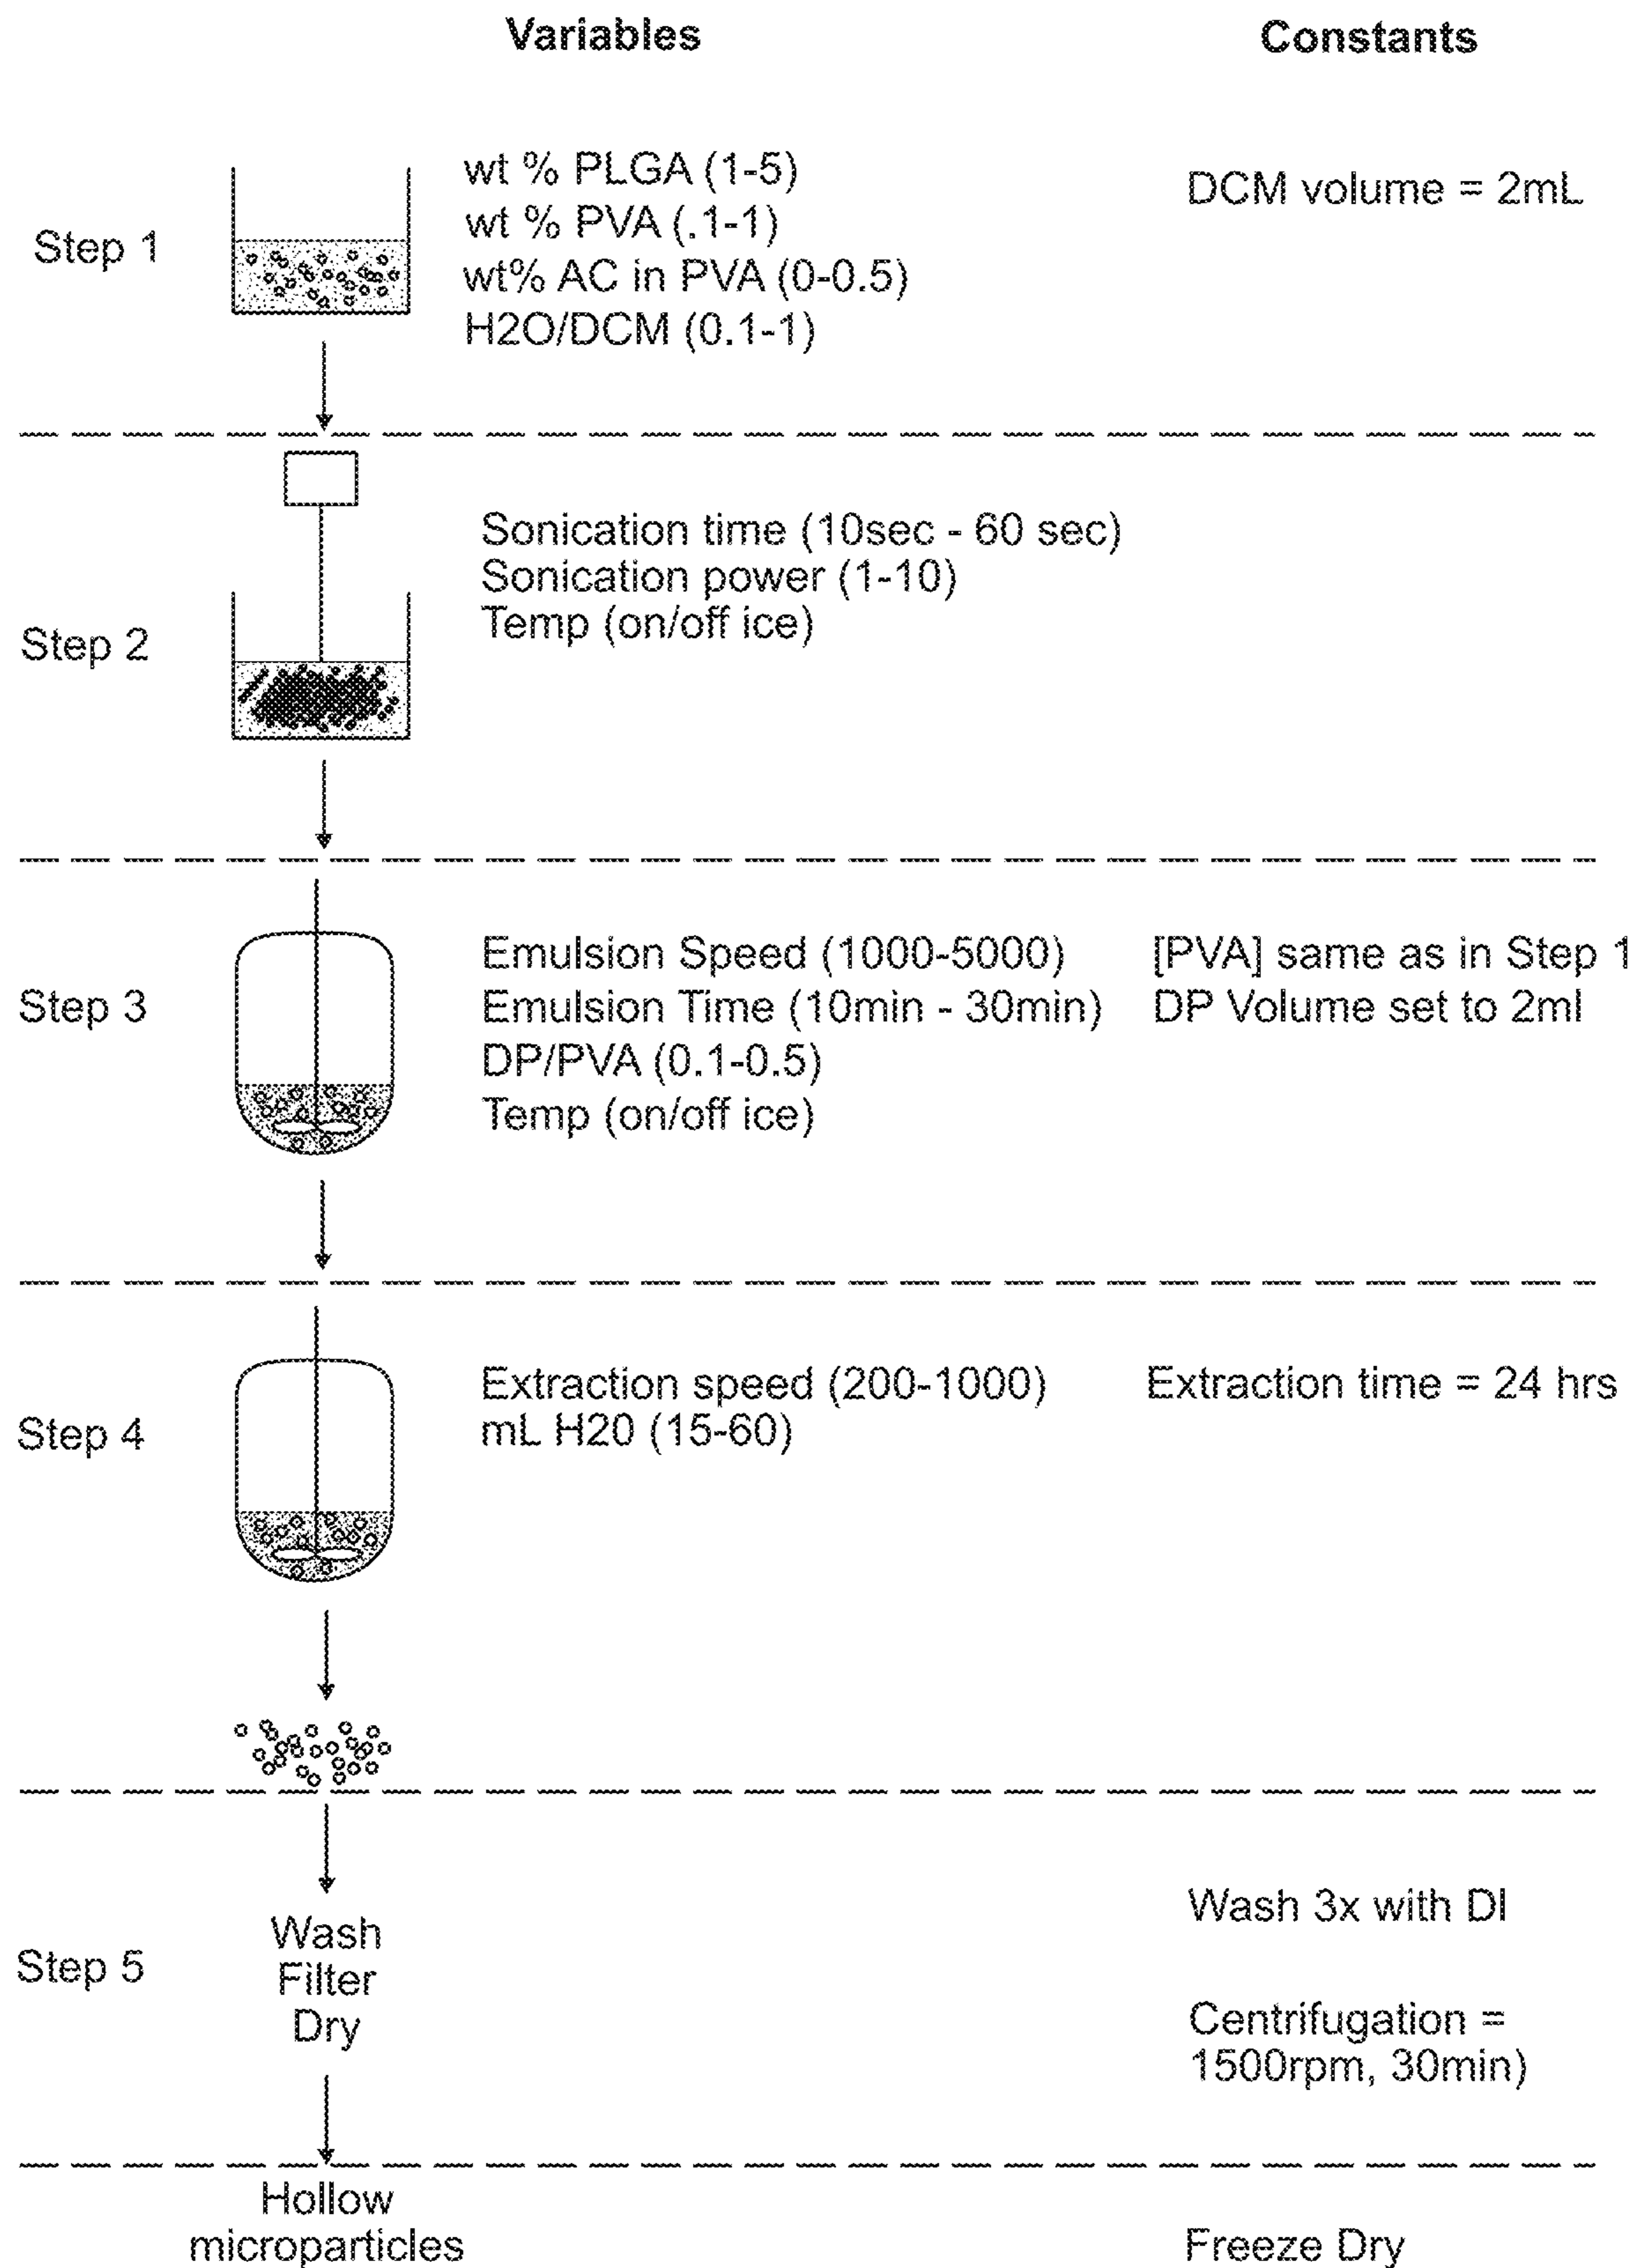 Variables
Constants
Step 1
wt % PLGA (1-5)
wt % PVA (.1-1)
wt% AC in PVA (0-0.5)
H2O/DCM (0.1-1)
DCM volume = 2mL
Step 2
Sonication time (10sec - 60 sec)
Sonication power (1-10)
Temp (on/off ice)
Step 3
Emulsion Speed (1000-5000)
Emulsion Time (10min - 30min)
DP/PVA (0.1-0.5)
Temp (on/off ice)
[PVA] same as in Step 1
DP Volume set to 2ml
Step 4
Extraction speed (200-1000)
mL H20 (15-60)
Extraction time = 24 hrs
Step 5
Wash
Filter
Dry
Wash 3x with DI
Centrifugation =
1500rpm, 30min)
Hollow
microparticles
Freeze Dry